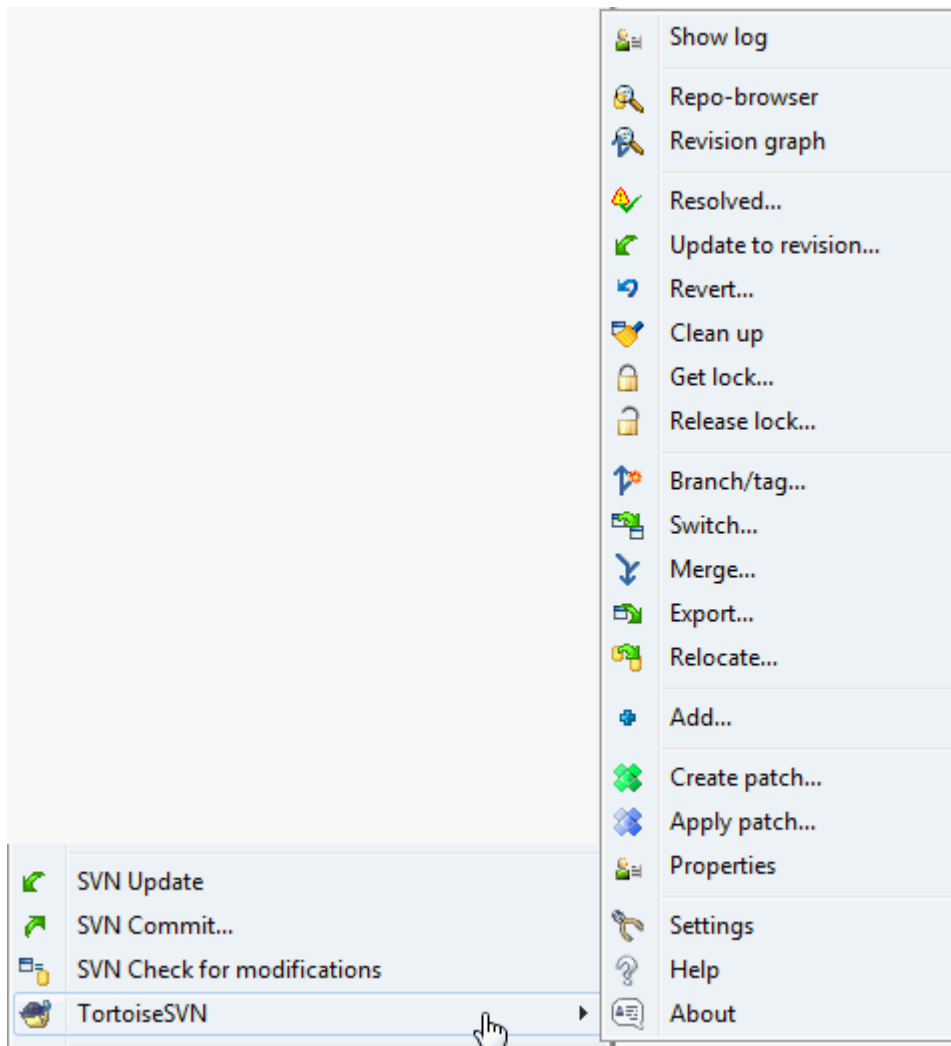 Show log
Repo-browser
Revision graph
Resolved...
Update to revision...
Revert...
Clean up
Get lock...
Release lock...
Branch/tag...
Switch...
Merge...
Export...
Relocate...
Add...
Create patch...
Apply patch...
Properties
Settings
Help
About
SVN Update
SVN Commit...
SVN Check for modifications
TortoiseSVN